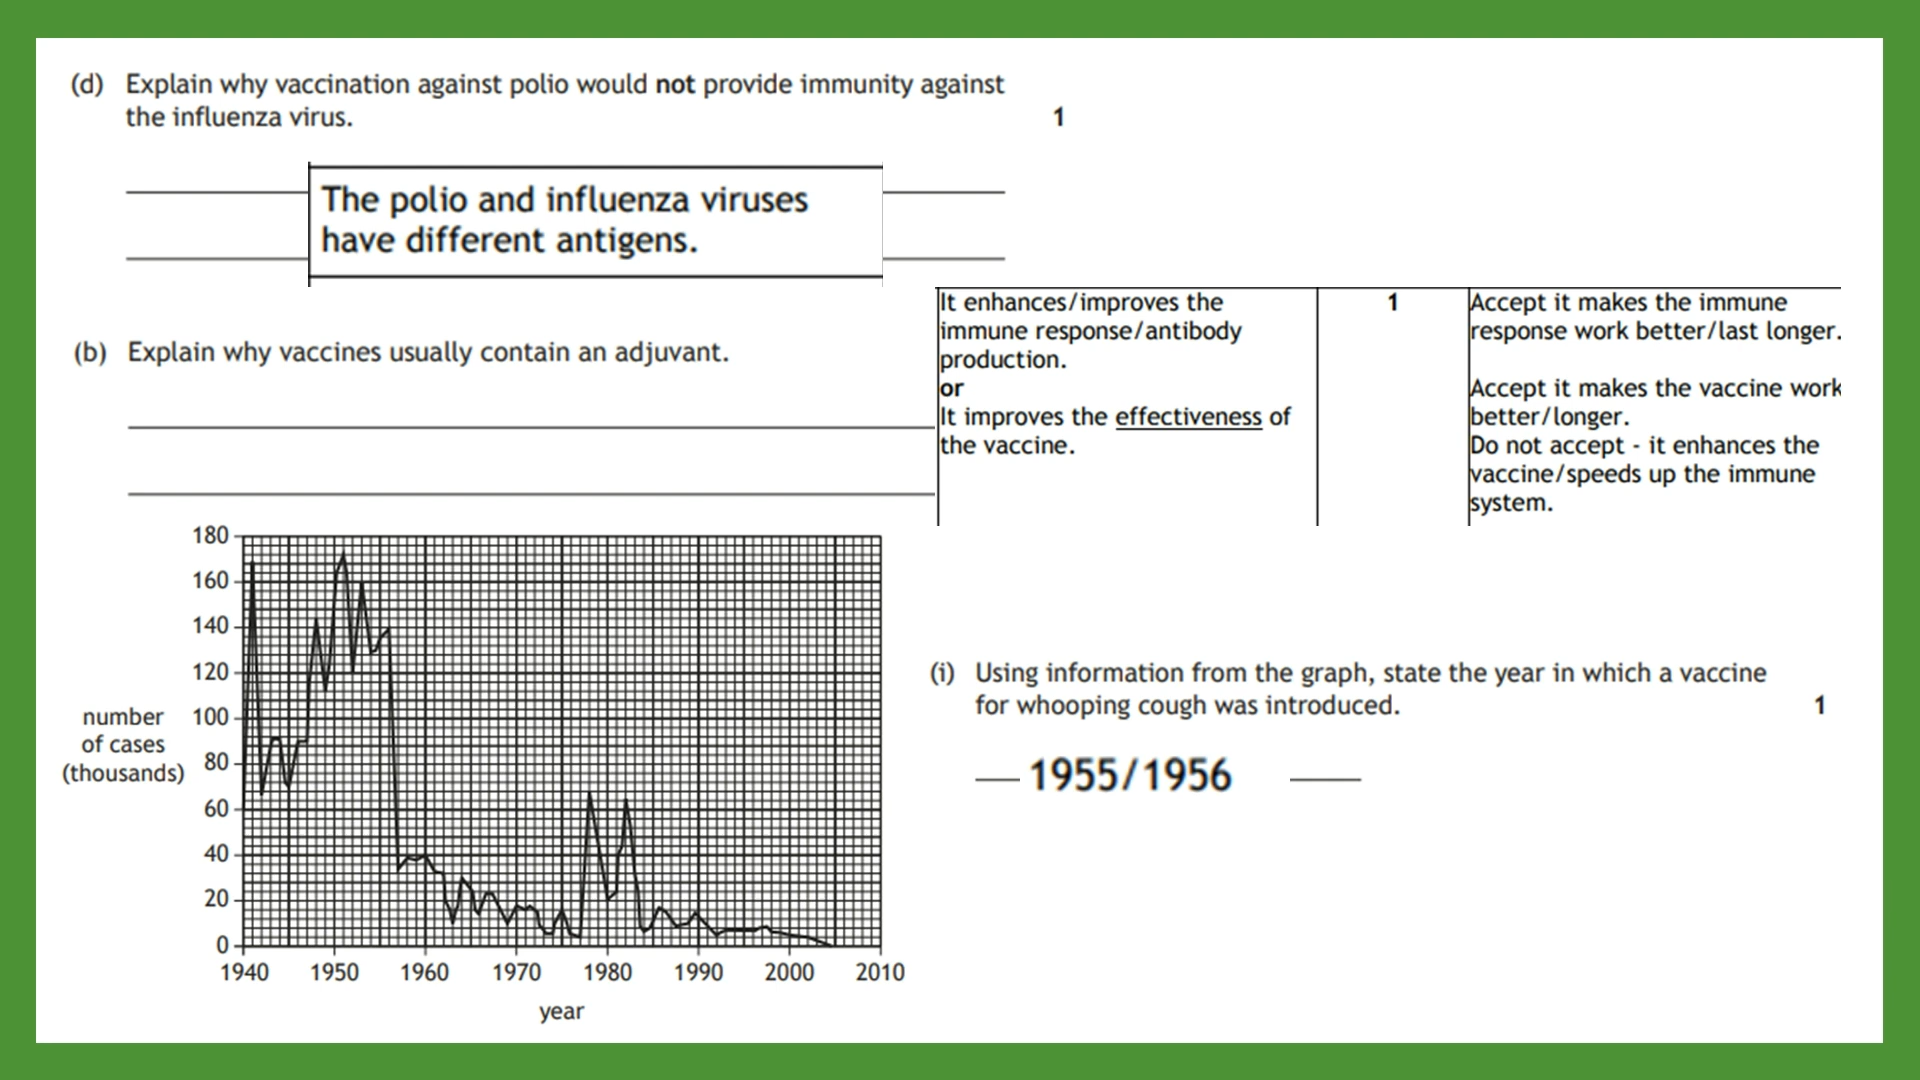 (d) Explain why vaccination against polio would not provide immunity against
the influenza virus.
1
The polio and influenza viruses
have different antigens.
(b) Explain why vaccines usually contain an adjuvant.
It enhances/improves the
immune response/antibody
production.
or
It improves the effectiveness of
the vaccine.
1
Accept it makes the immune
response work better/last longer.
Accept it makes the vaccine work
better/longer.
Do not accept - it enhances the
vaccine/speeds up the immune
system.
180
160
140
120
100
80
60
40
20
0
number
of cases
(thousands)
1940 1950 1960 1970 1980 1990 2000 2010
year
(i) Using information from the graph, state the year in which a vaccine
for whooping cough was introduced.
1
1955/1956